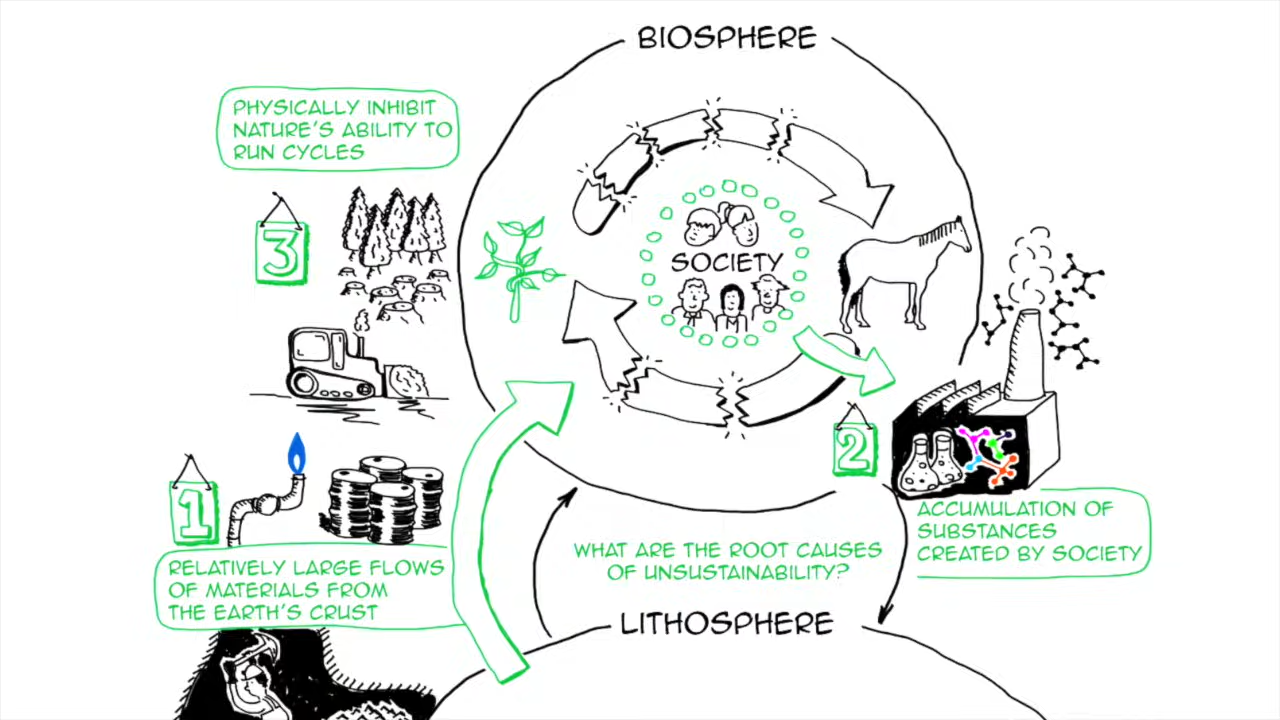 BIOSPHERE
PHYSICALLY INHIBIT
NATURE'S ABILITY TO
RUN CYCLES
3
SOCIETY
2
1
ACCUMULATION OF
SUBSTANCES
CREATED BY SOCIETY
WHAT ARE THE ROOT CAUSES
OF UNSUSTAINABILITY?
RELATIVELY LARGE FLOWS
OF MATERIALS FROM
THE EARTH'S CRUST
LITHOSPHERE